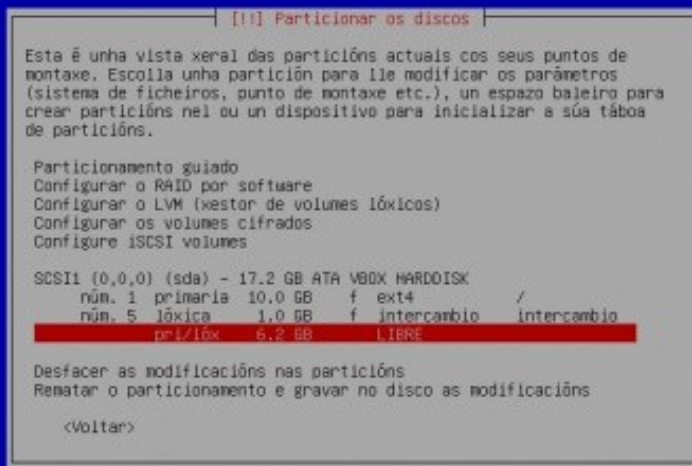 [!!] Particionar os discos
Esta é unha vista xeral das particións actuais cos seus puntos de
montaxe. Escolla unha partición para lle modificar os parámetros
(sistema de ficheiros, punto de montaxe etc.), un espazo baleiro para
crear particións nel ou un dispositivo para inicializar a súa táboa
de particións.
Particionamento guiado
Configurar o RAID por software
Configurar o LVM (xestor de volumes lóxicos)
Configurar os volumes cifrados
Configure iSCSI volumes
SCSI1 (0,0,0) (sda) - 17.2 GB ATA VBOX HARDDISK
núm. 1 primaria 10.0 GB f ext4 /
núm. 5 lóxica 1.0 GB f intercambio intercambio
pri/lóx 6.2 GB LIBRE
Desfacer as modificacións nas particións
Rematar o particionamento e gravar no disco as modificacións
<Voltar>